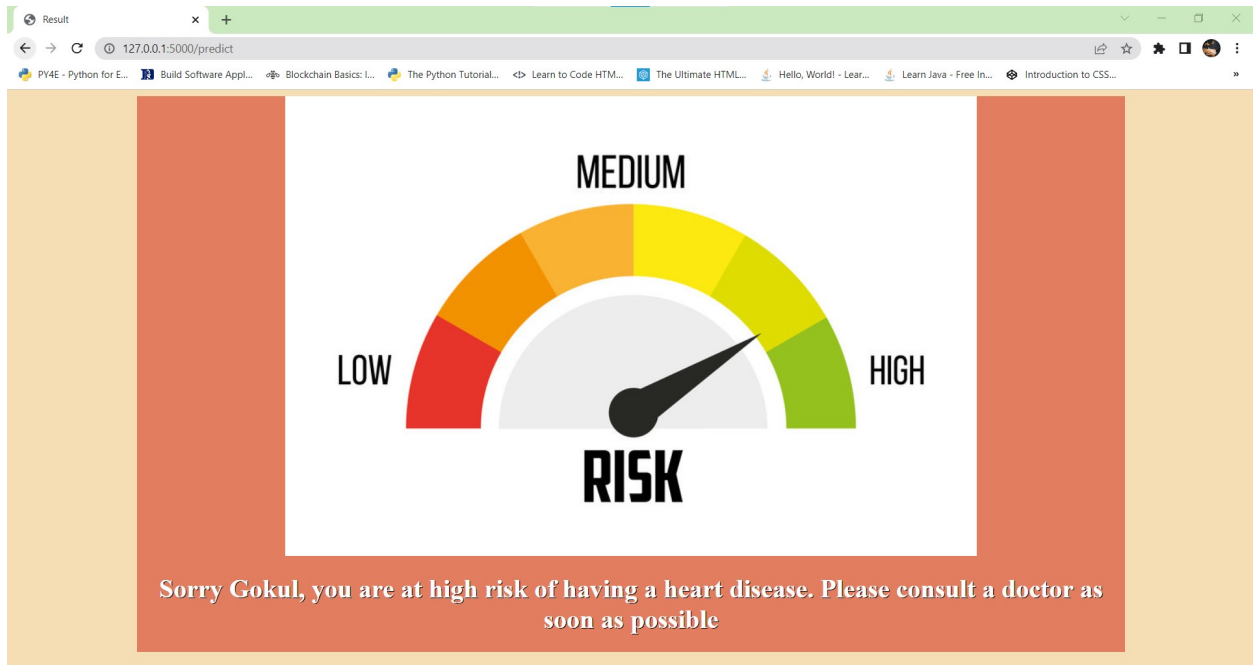 Result
127.0.0.1:5000/predict
PY4E - Python for E... Build Software Appl... Blockchain Basics: I... The Python Tutorial... Learn to Code HTM... The Ultimate HTML... Hello, World! - Lear... Learn Java - Free In... Introduction to CSS...
MEDIUM
LOW
HIGH
RISK
Sorry Gokul, you are at high risk of having a heart disease. Please consult a doctor as
soon as possible